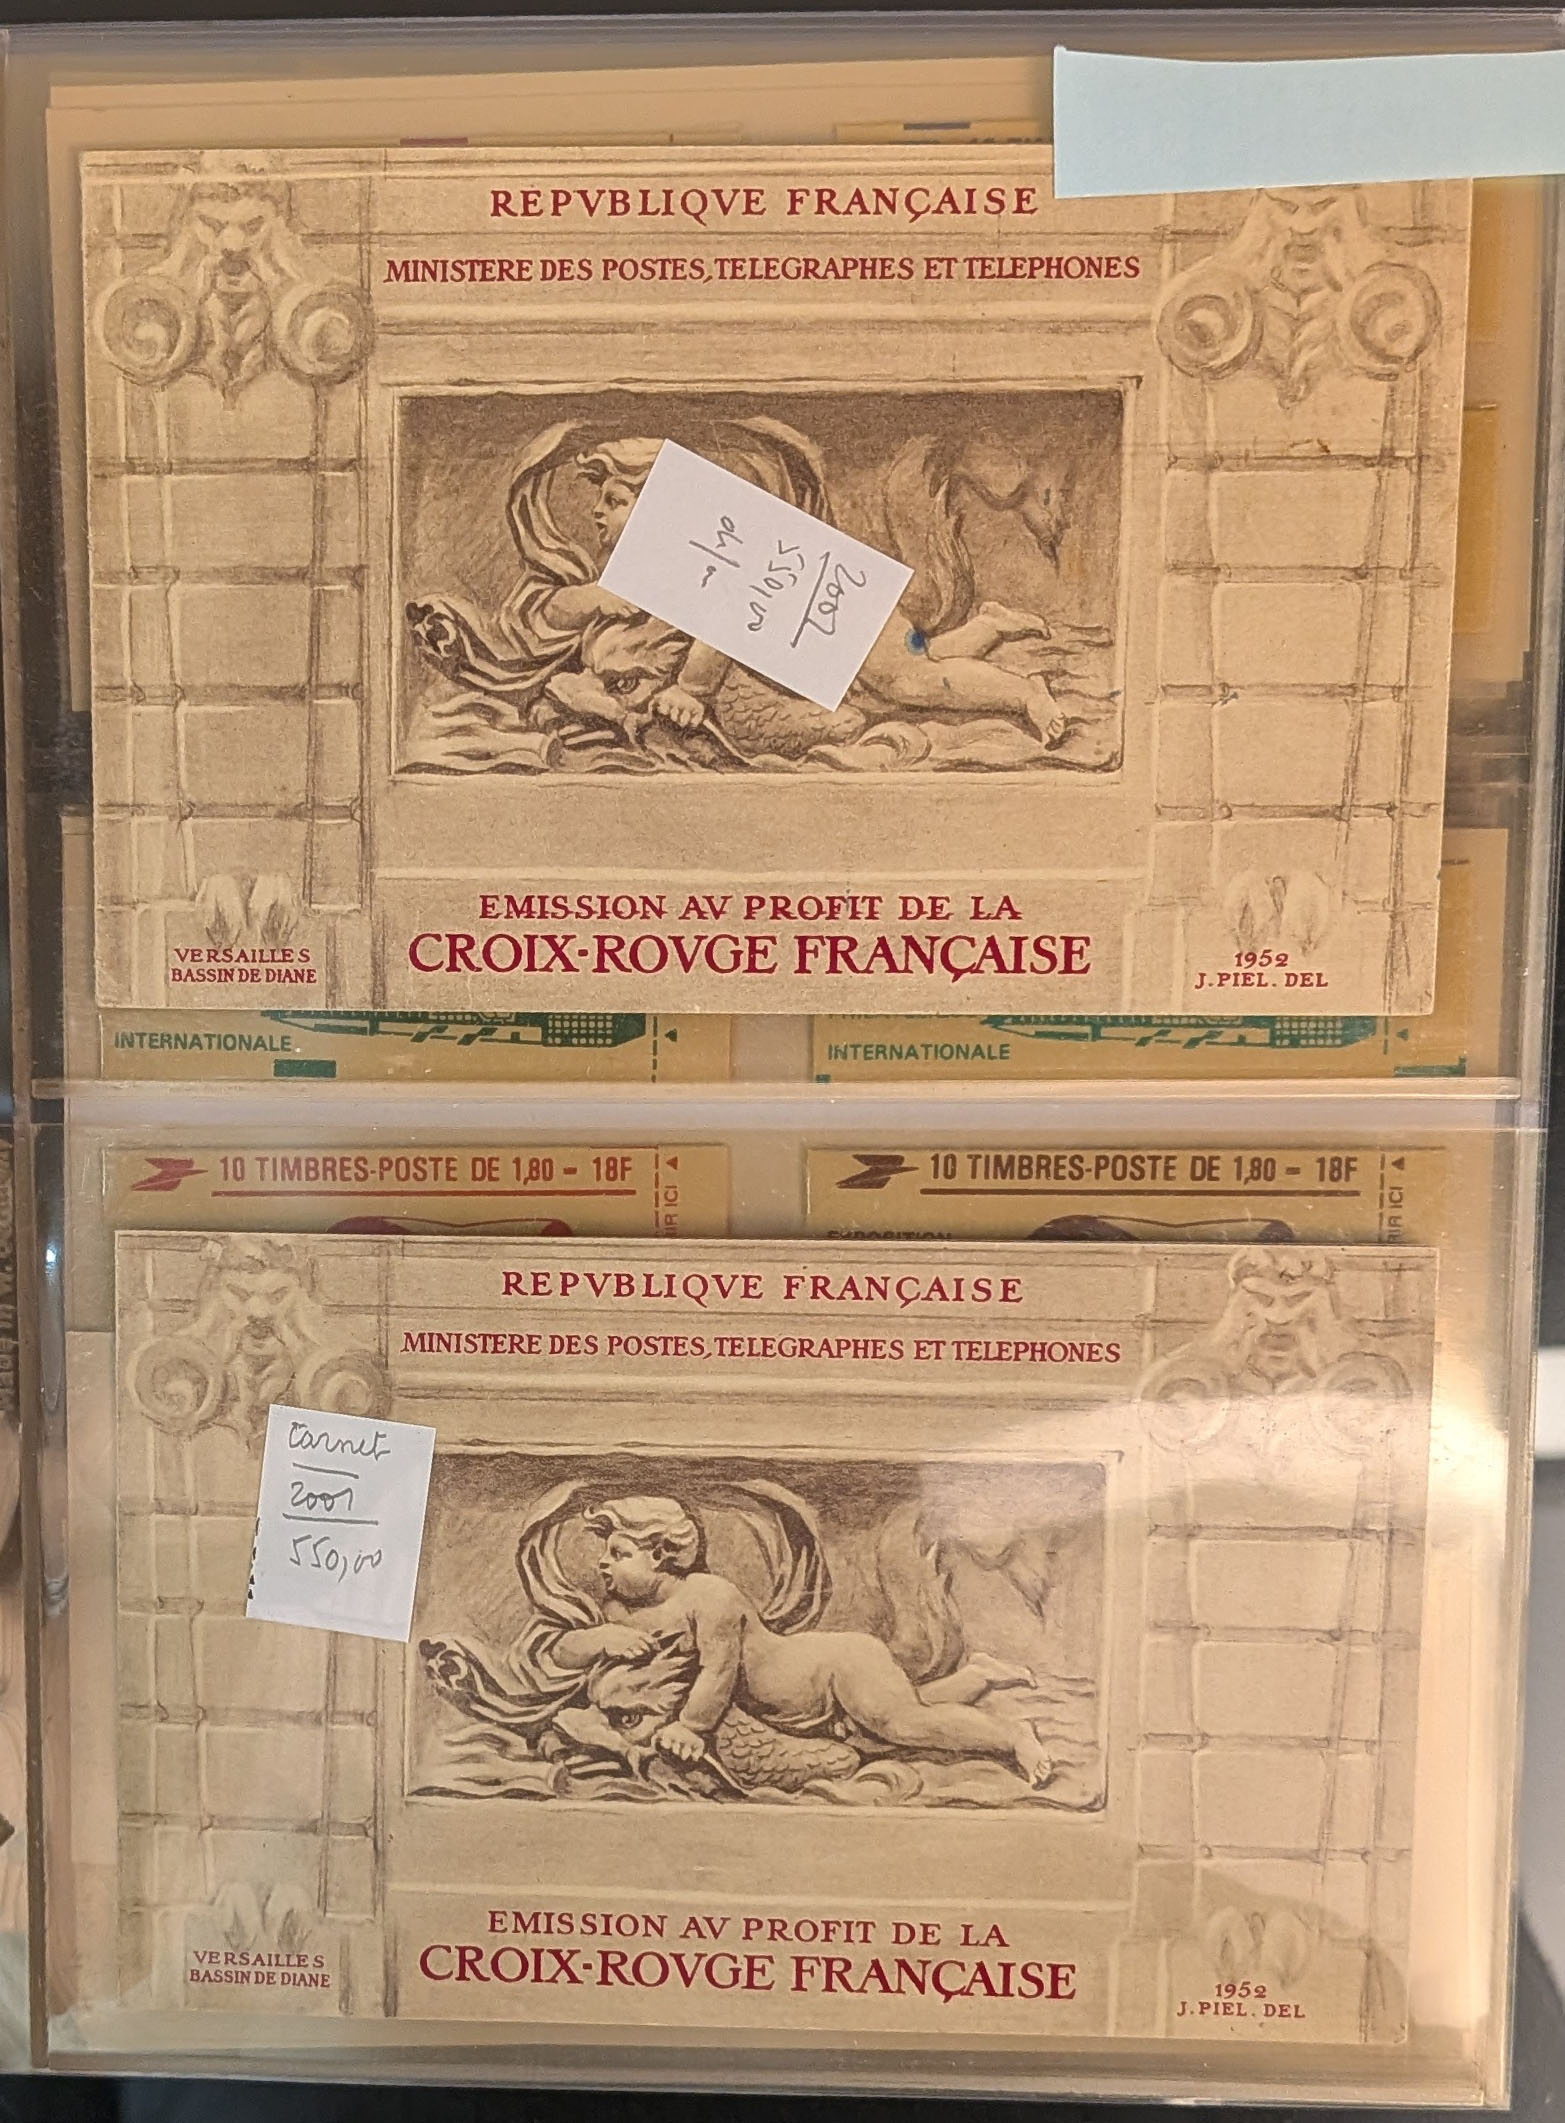 REPVBLIQVE FRANÇAISE
MINISTERE DES POSTES, TELEGRAPHES ET TELEPHONES
2001
550,00
EMISSION AV PROFIT DE LA
CROIX-ROVGE FRANÇAISE
VERSAILLES
BASSIN DE DIANE
1952
J. PIEL. DEL
INTERNATIONALE
INTERNATIONALE
10 TIMBRES-POSTE DE 1,80 - 18F
10 TIMBRES-POSTE DE 1,80 - 18F
REPVBLIQVE FRANÇAISE
MINISTERE DES POSTES, TELEGRAPHES ET TELEPHONES
Carnet
2001
550,00
EMISSION AV PROFIT DE LA
CROIX-ROVGE FRANÇAISE
VERSAILLES
BASSIN DE DIANE
1952
J. PIEL. DEL